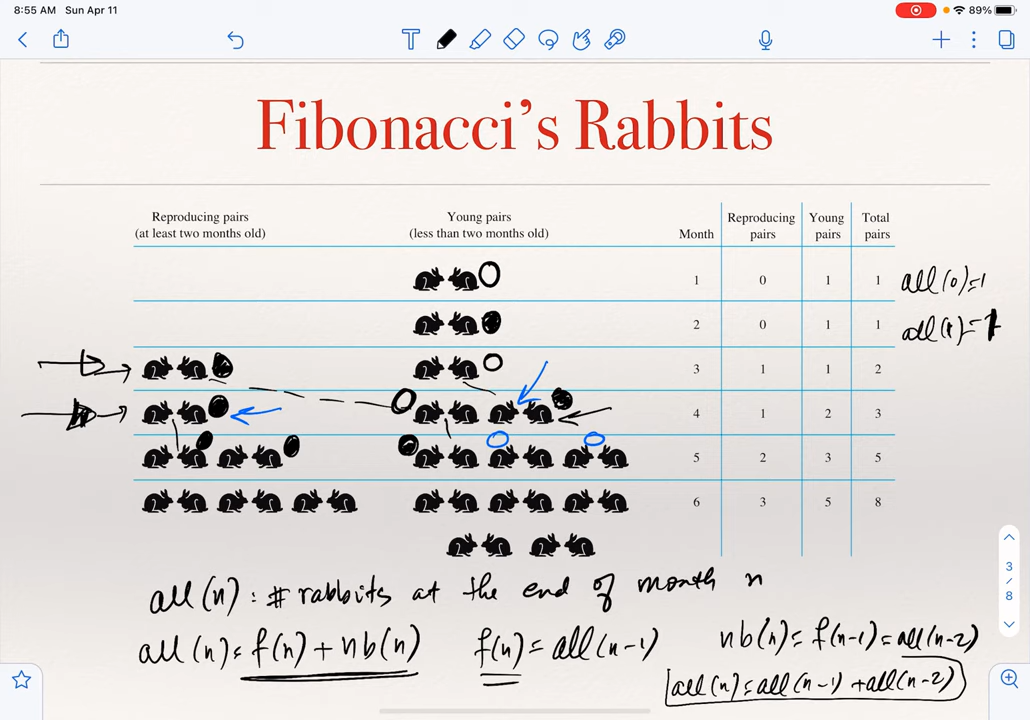 8:55 AM Sun Apr 11
89%
T
Fibonacci's Rabbits
Reproducing pairs
(at least two months old)
Young pairs
(less than two months old)
Month
Reproducing
pairs
Young
pairs
Total
pairs
1 0 1 1 all(0)=1
2 0 1 1 all(1)=1
3 1 1 2
4 1 2 3
5 2 3 5
6 3 5 8
3
/
8
all(n): # rabbits at the end of month n
all(n) = f(n) + nb(n) f(n) = all(n-1) nb(n) = f(n-1) = all(n-2)
all(n) = all(n-1) + all(n-2)